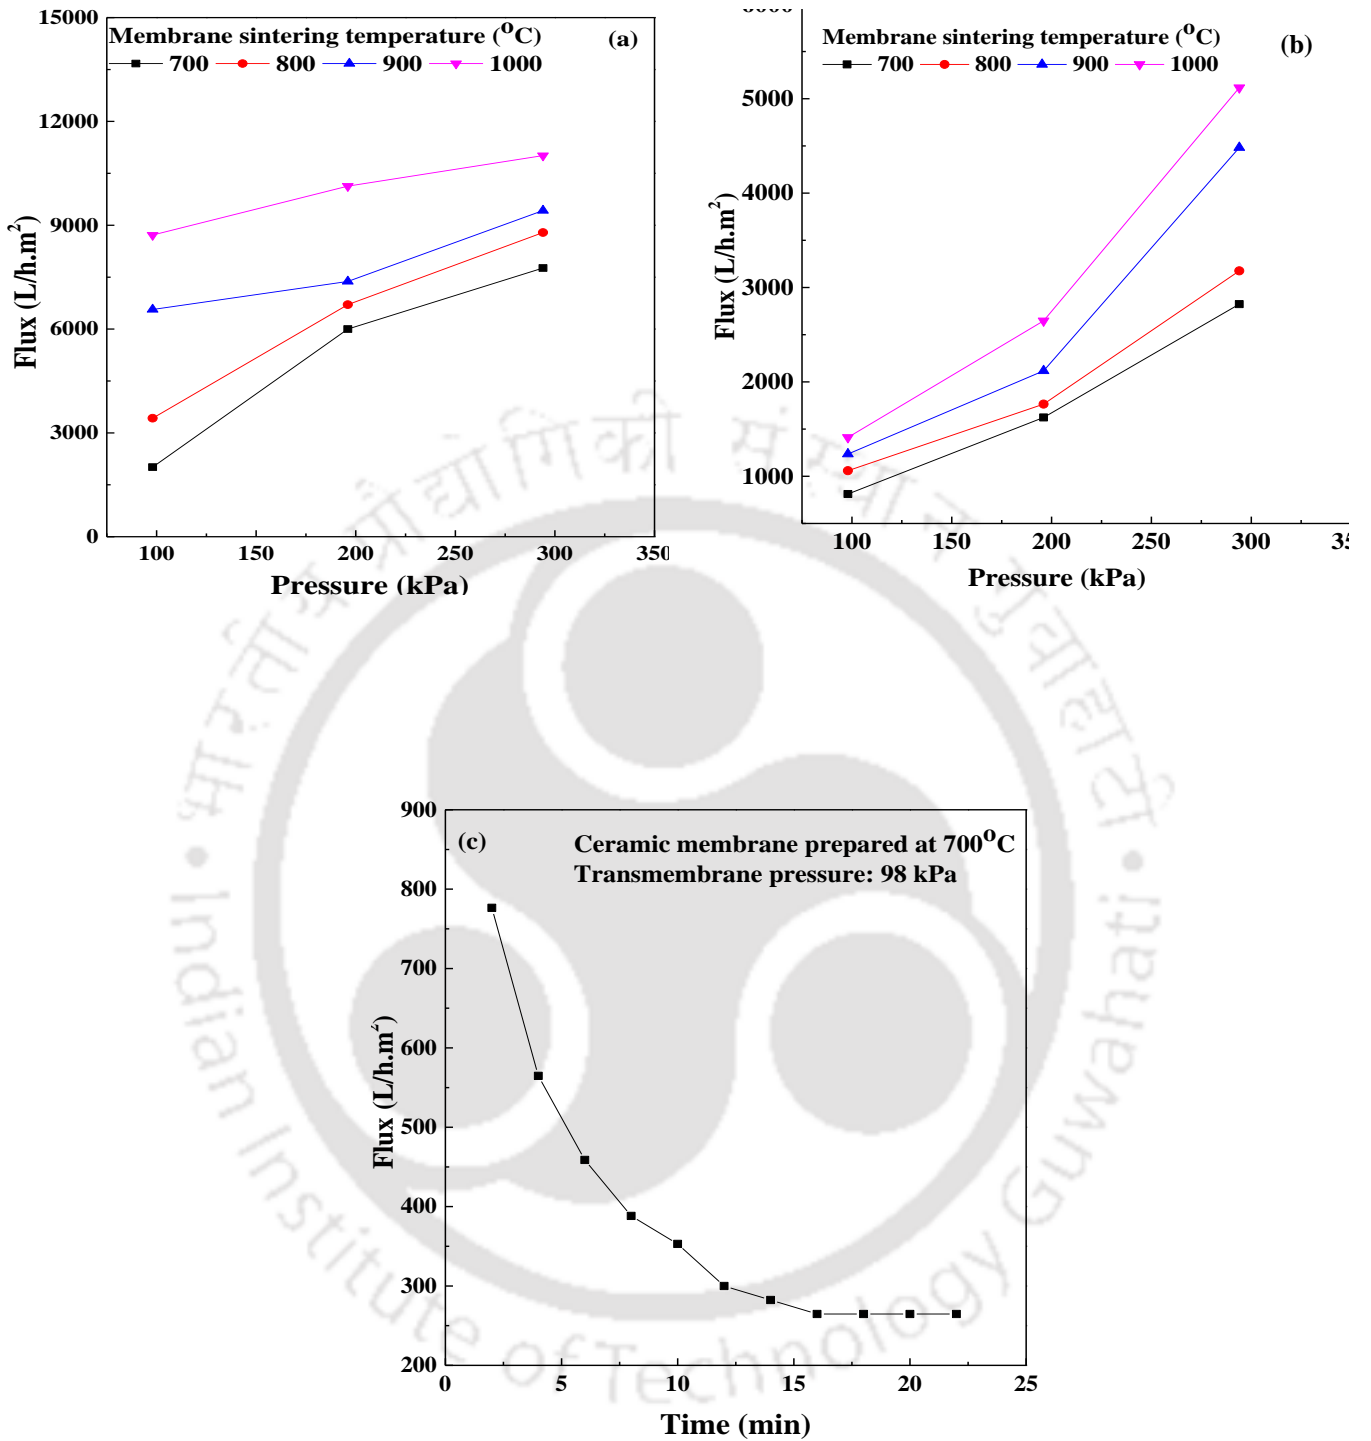 Membrane sintering temperature (°C)
(a)
700 800 900 1000
15000
12000
9000
6000
3000
0
Flux (L/h.m²)
100 150 200 250 300 350
Pressure (kPa)
Membrane sintering temperature (°C)
(b)
700 800 900 1000
6000
5000
4000
3000
2000
1000
Flux (L/h.m²)
100 150 200 250 300
Pressure (kPa)
(c)
Ceramic membrane prepared at 700°C
Transmembrane pressure: 98 kPa
900
800
700
600
500
400
300
200
Flux (L/h.m²)
0 5 10 15 20 25
Time (min)
भारतीय प्रौद्योगिकी संस्थान गुवाहाटी
Indian Institute of Technology Guwahati